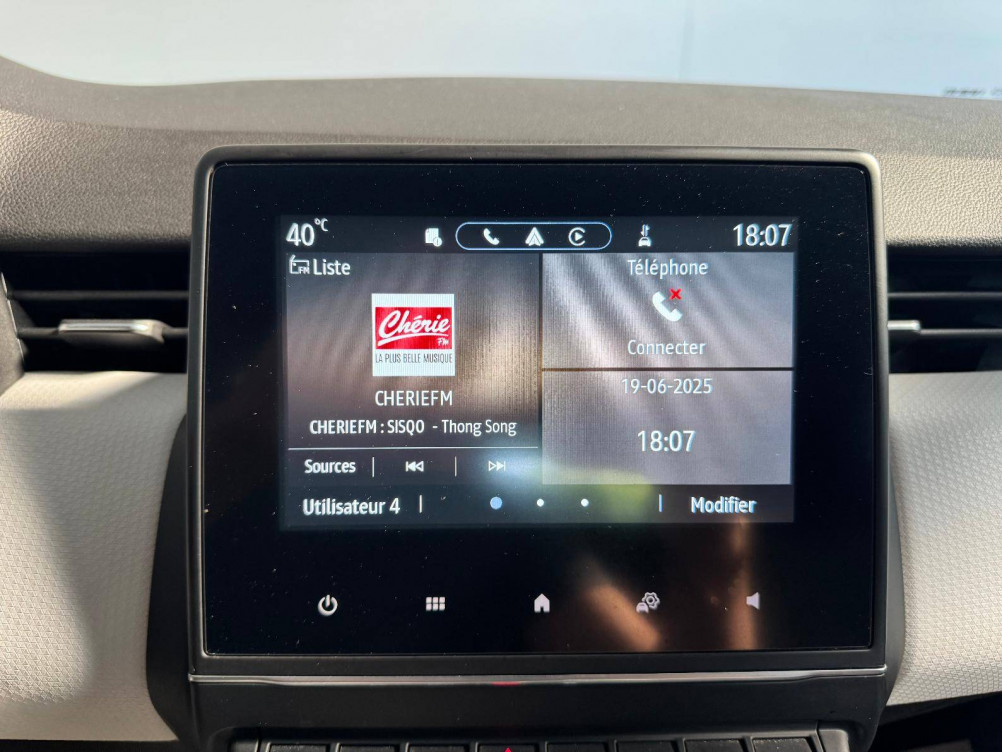 40°C
18:07
FM Liste
Téléphone
Chérie
FM
LA PLUS BELLE MUSIQUE
Connecter
CHERIEFM
19-06-2025
CHERIEFM : SISQO - Thong Song
18:07
Sources
Utilisateur 4
Modifier